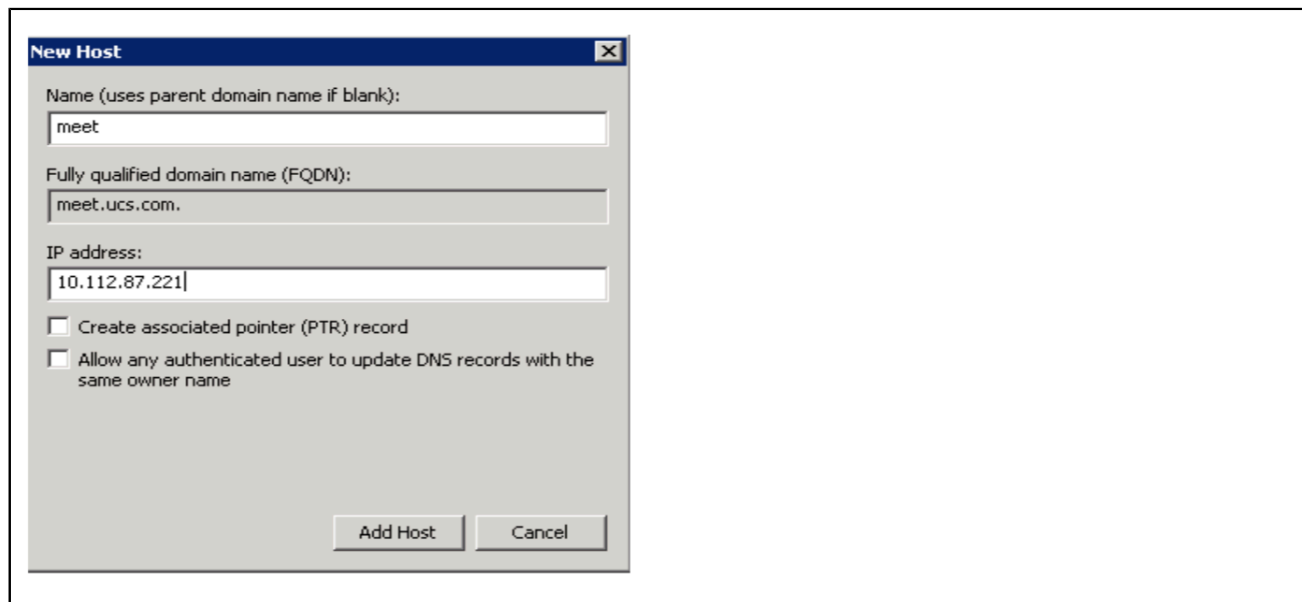 New Host
Name (uses parent domain name if blank):
meet
Fully qualified domain name (FQDN):
meet.ucs.com.
IP address:
10.112.87.221
Create associated pointer (PTR) record
Allow any authenticated user to update DNS records with the
same owner name
Add Host
Cancel